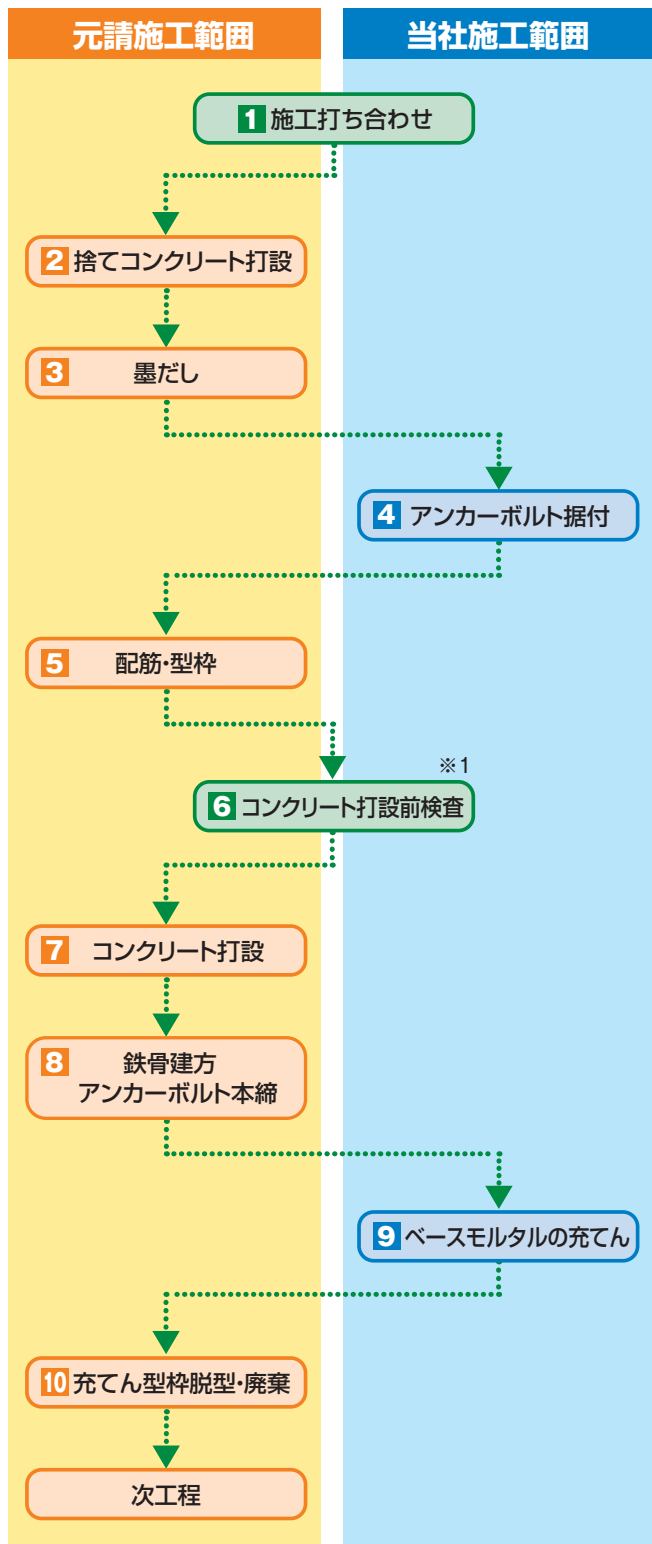 元請施工範囲
当社施工範囲
1 施工打ち合わせ
2 捨てコンクリート打設
3 墨だし
4 アンカーボルト据付
5 配筋・型枠
※1
6 コンクリート打設前検査
7 コンクリート打設
8 鉄骨建方
アンカーボルト本締
9 ベースモルタルの充てん
10 充てん型枠脱型・廃棄
次工程